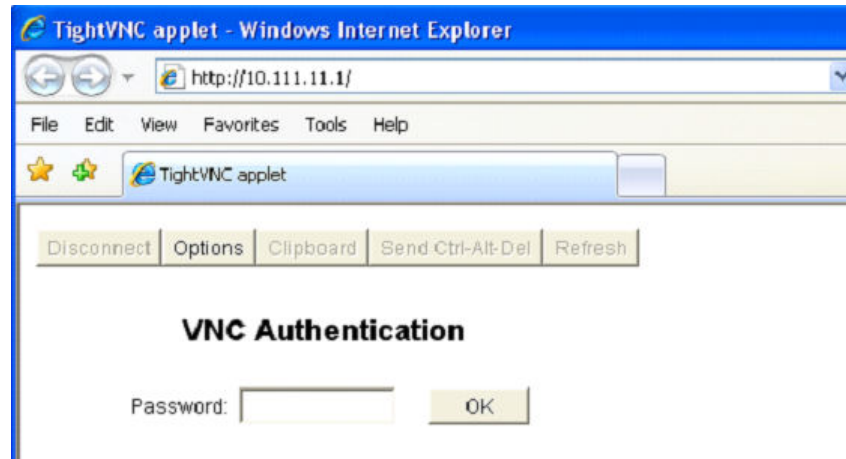 TightVNC applet - Windows Internet Explorer
http://10.111.11.1/
File Edit View Favorites Tools Help
TightVNC applet
Disconnect Options Clipboard Send Ctrl-Alt-Del Refresh
VNC Authentication
Password: OK